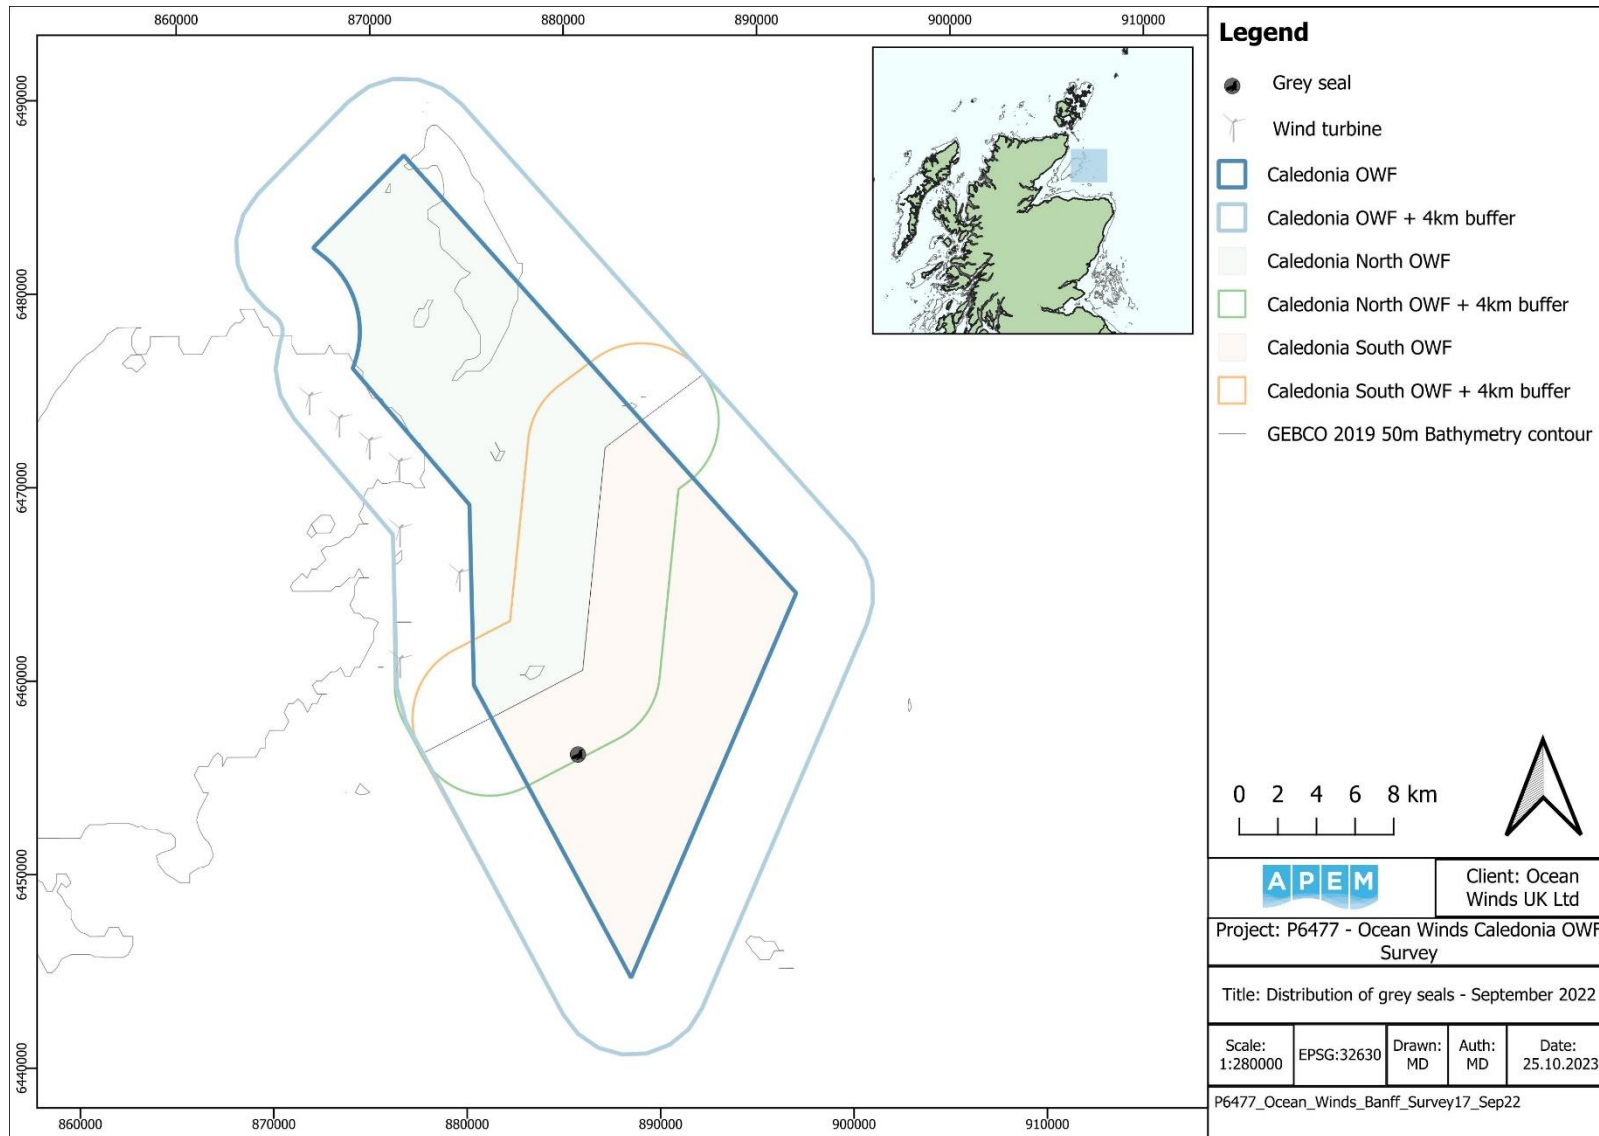 860000 870000 880000 890000 900000 910000
6490000
6480000
6470000
6460000
6450000
6440000
860000 870000 880000 890000 900000 910000
Legend
Grey seal
Wind turbine
Caledonia OWF
Caledonia OWF + 4km buffer
Caledonia North OWF
Caledonia North OWF + 4km buffer
Caledonia South OWF
Caledonia South OWF + 4km buffer
GEBCO 2019 50m Bathymetry contour
0 2 4 6 8 km
APEM
Client: Ocean
Winds UK Ltd
Project: P6477 - Ocean Winds Caledonia OWF
Survey
Title: Distribution of grey seals - September 2022
Scale:
1:280000
EPSG:32630
Drawn:
MD
Auth:
MD
Date:
25.10.2023
P6477_Ocean_Winds_Banff_Survey17_Sep22